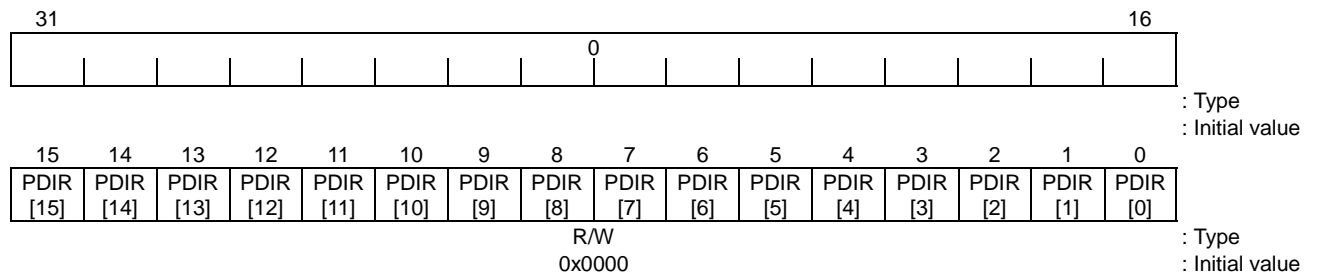 31 16
0
: Type
: Initial value
15 14 13 12 11 10 9 8 7 6 5 4 3 2 1 0
PDIR PDIR PDIR PDIR PDIR PDIR PDIR PDIR PDIR PDIR PDIR PDIR PDIR PDIR PDIR PDIR
[15] [14] [13] [12] [11] [10] [9] [8] [7] [6] [5] [4] [3] [2] [1] [0]
R/W : Type
0x0000 : Initial value